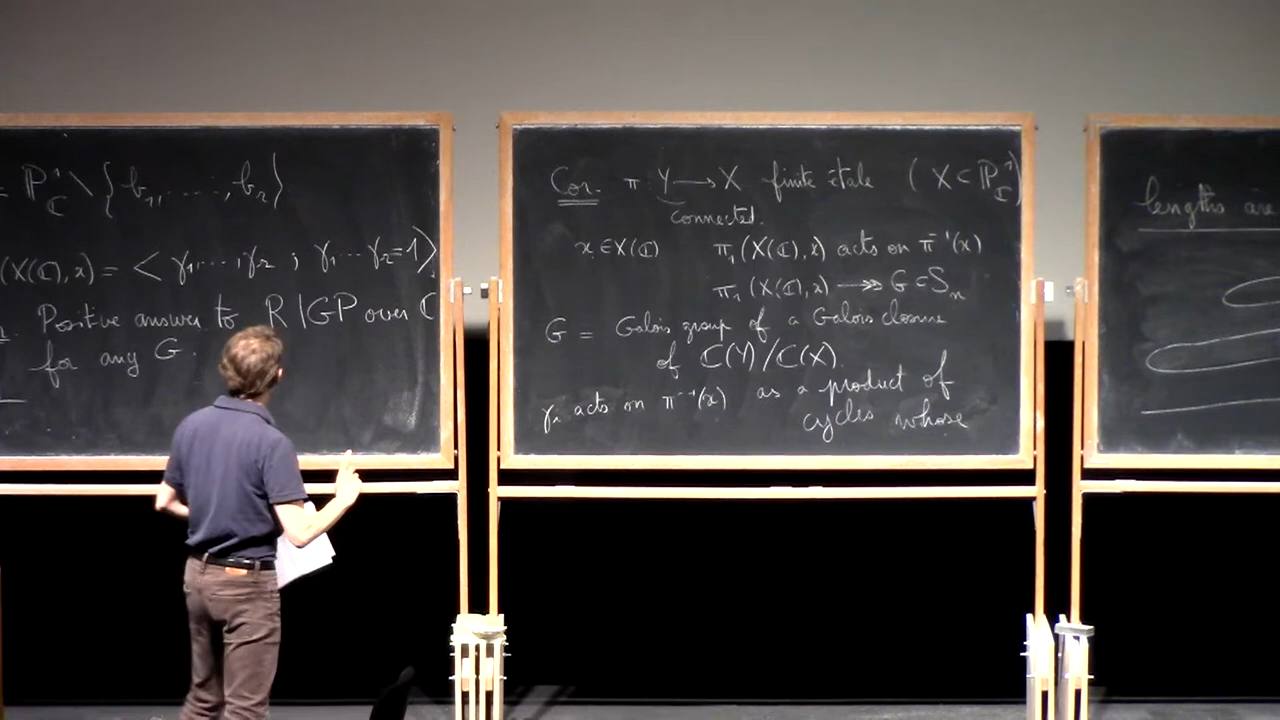 = P¹_C \ {b₁, ....., b_r}
(X(C), x) = < γ₁, ..., γ_r ; γ₁ ... γ_r = 1 >
Positive answer to RIGP over C
for any G.
Cor. π: Y → X finite étale (X ⊂ P¹_C)
connected.
x ∈ X(C) π₁(X(C), x) acts on π⁻¹(x)
π₁(X(C), x) ↠ G ⊂ S_n
G = Galois group of a Galois closure
of C(Y)/C(X).
γᵢ acts on π⁻¹(x) as a product of
cycles whose
lengths are